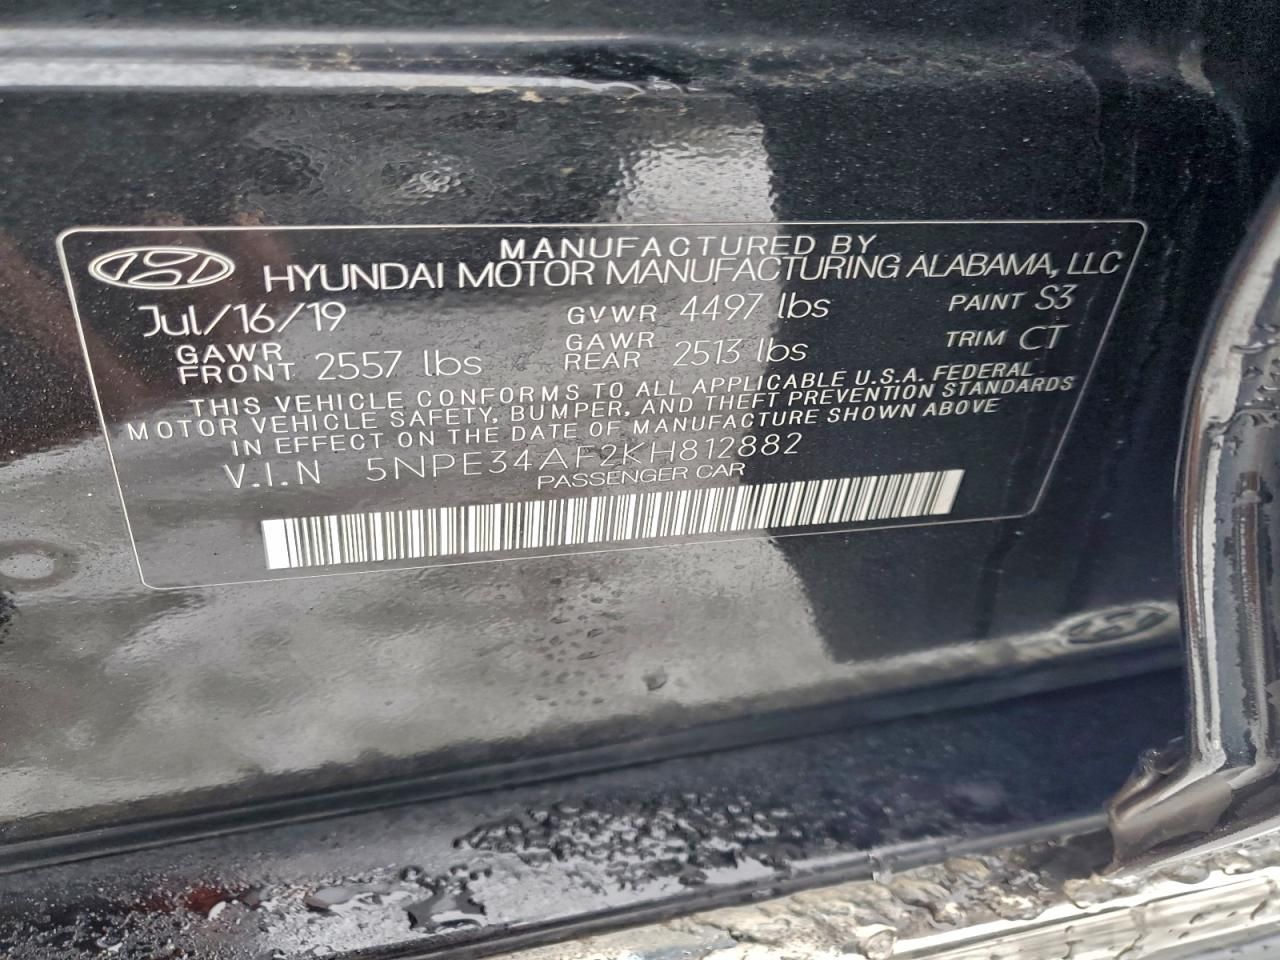 MANUFACTURED BY
HYUNDAI MOTOR MANUFACTURING ALABAMA, LLC
Jul/16/19 GVWR 4497 lbs PAINT S3
GAWR FRONT 2557 lbs GAWR REAR 2513 lbs TRIM CT
THIS VEHICLE CONFORMS TO ALL APPLICABLE U.S.A. FEDERAL
MOTOR VEHICLE SAFETY, BUMPER, AND THEFT PREVENTION STANDARDS
IN EFFECT ON THE DATE OF MANUFACTURE SHOWN ABOVE
V.I.N 5NPE34AF2KH812882
PASSENGER CAR